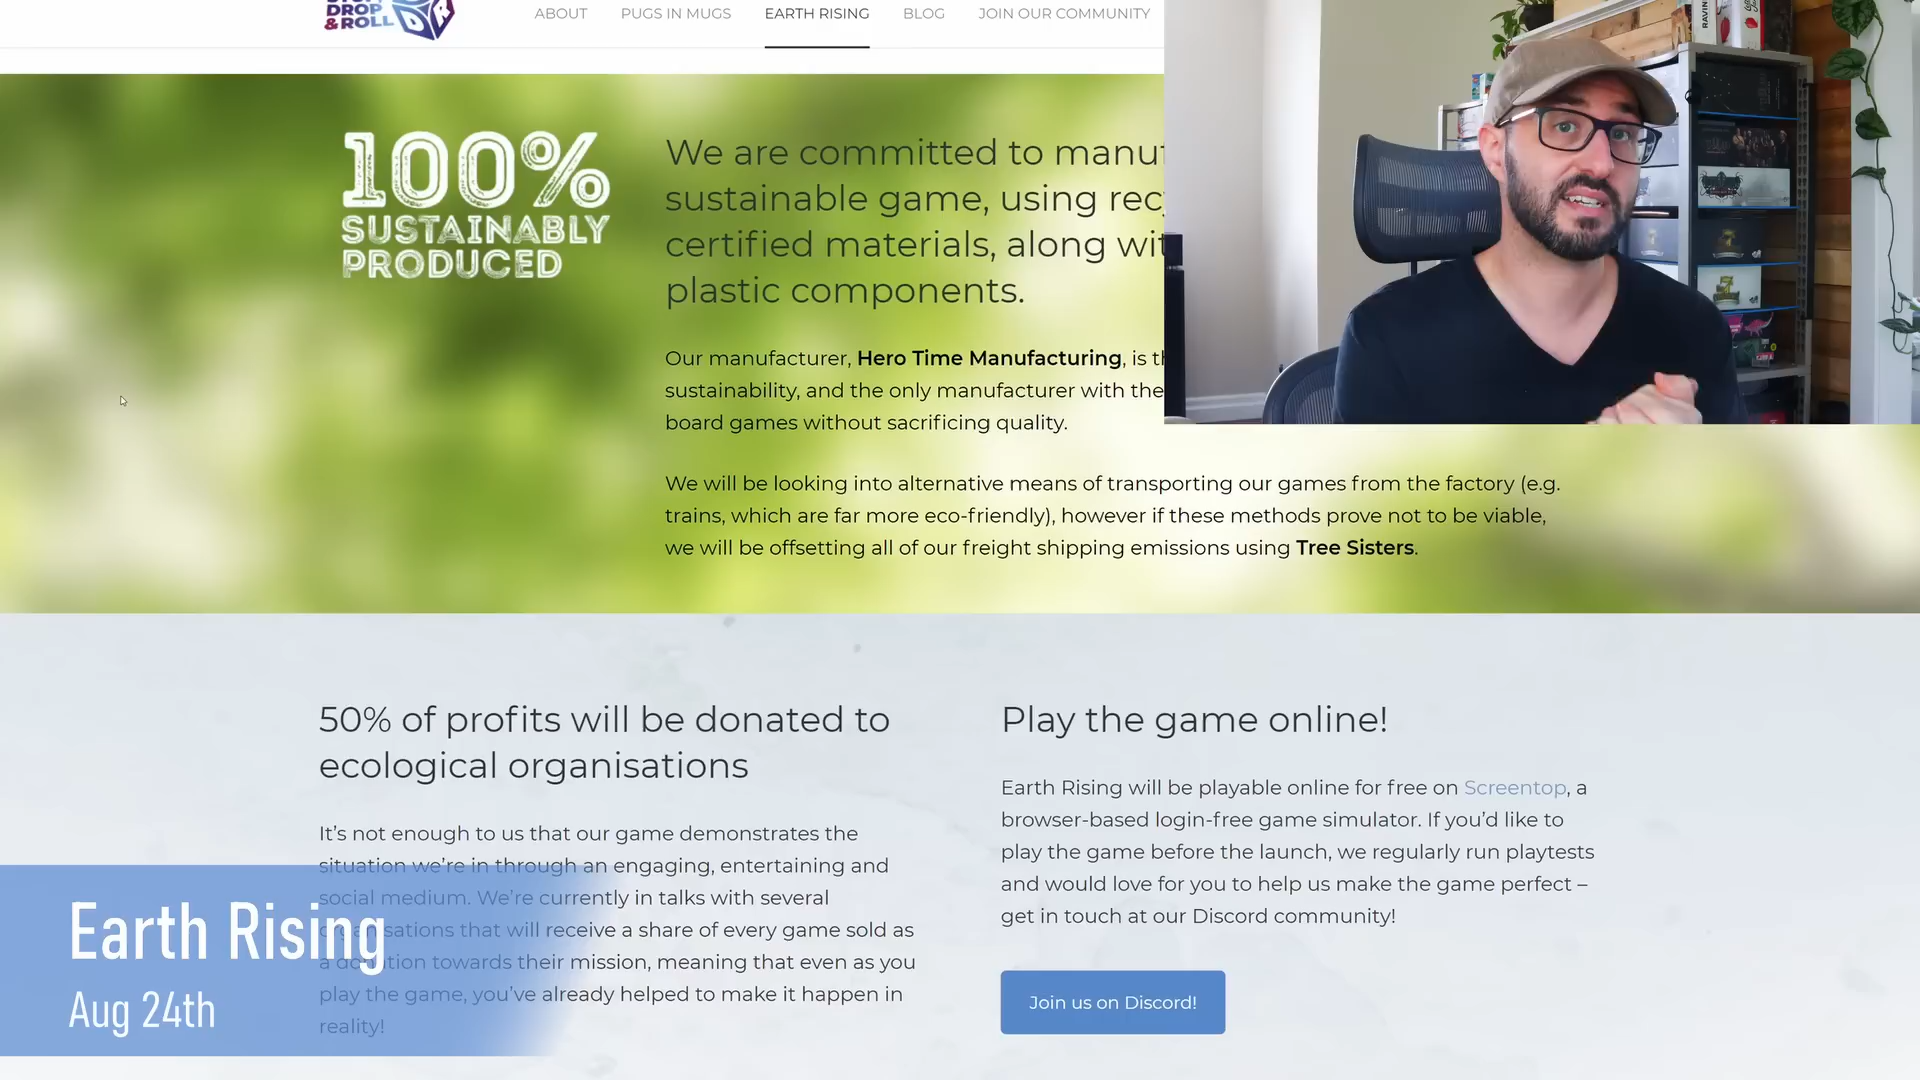 DROP
& ROLL
ABOUT
PUGS IN MUGS
EARTH RISING
BLOG
JOIN OUR COMMUNITY
100%
SUSTAINABLY
PRODUCED
We are committed to manuf
sustainable game, using recy
certified materials, along wit
plastic components.
Our manufacturer, Hero Time Manufacturing, is th
sustainability, and the only manufacturer with the
board games without sacrificing quality.
We will be looking into alternative means of transporting our games from the factory (e.g.
trains, which are far more eco-friendly), however if these methods prove not to be viable,
we will be offsetting all of our freight shipping emissions using Tree Sisters.
50% of profits will be donated to
ecological organisations
It's not enough to us that our game demonstrates the
situation we're in through an engaging, entertaining and
social medium. We're currently in talks with several
organisations that will receive a share of every game sold as
a donation towards their mission, meaning that even as you
play the game, you've already helped to make it happen in
reality!
Play the game online!
Earth Rising will be playable online for free on Screentop, a
browser-based login-free game simulator. If you'd like to
play the game before the launch, we regularly run playtests
and would love for you to help us make the game perfect –
get in touch at our Discord community!
Join us on Discord!
Earth Rising
Aug 24th